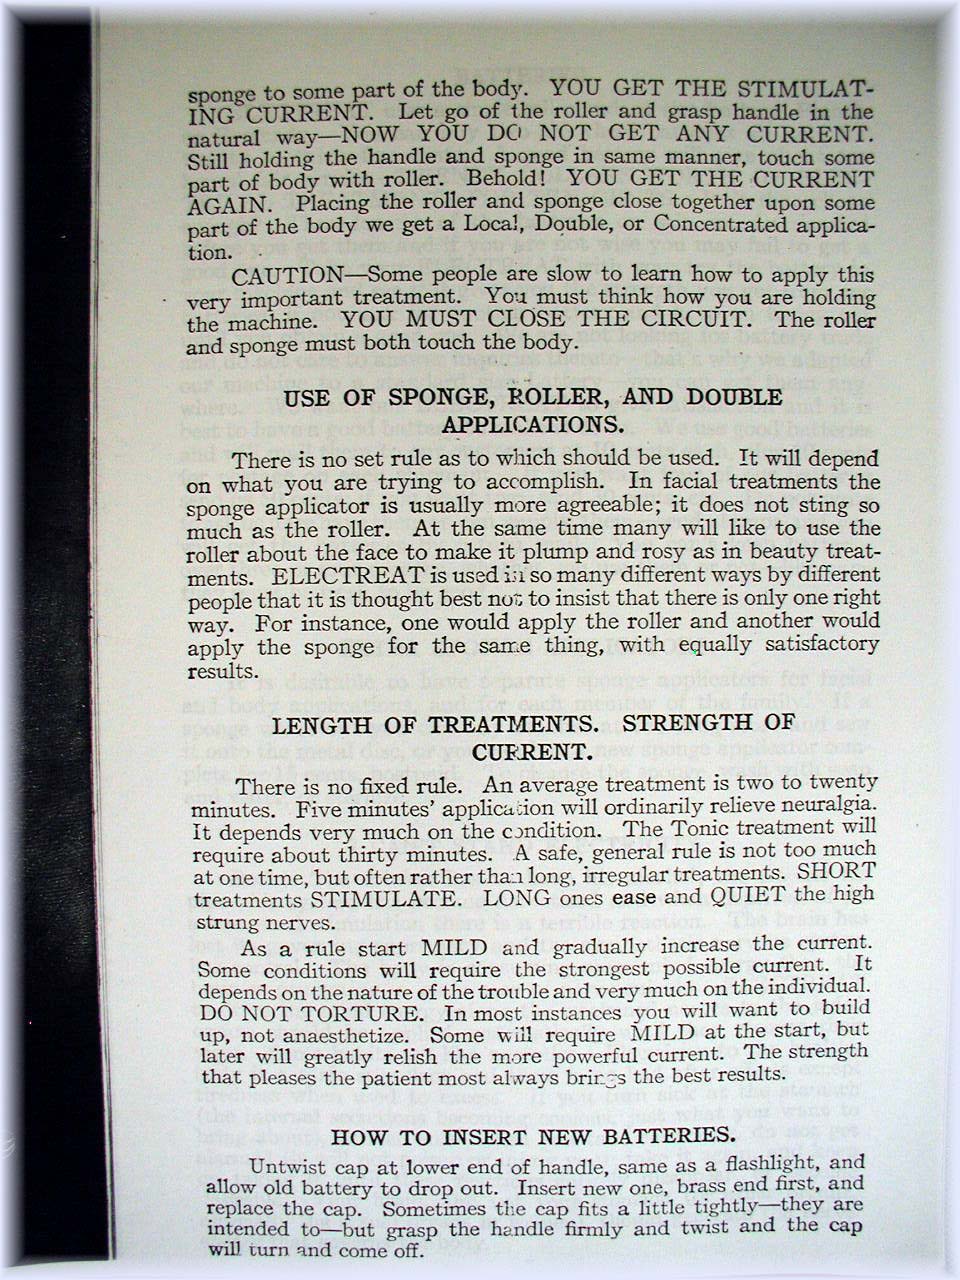 sponge to some part of the body. YOU GET THE STIMULAT-
ING CURRENT. Let go of the roller and grasp handle in the
natural way—NOW YOU DO NOT GET ANY CURRENT.
Still holding the handle and sponge in same manner, touch some
part of body with roller. Behold! YOU GET THE CURRENT
AGAIN. Placing the roller and sponge close together upon some
part of the body we get a Local, Double, or Concentrated applica-
tion.
CAUTION—Some people are slow to learn how to apply this
very important treatment. You must think how you are holding
the machine. YOU MUST CLOSE THE CIRCUIT. The roller
and sponge must both touch the body.
USE OF SPONGE, ROLLER, AND DOUBLE
APPLICATIONS.
There is no set rule as to which should be used. It will depend
on what you are trying to accomplish. In facial treatments the
sponge applicator is usually more agreeable; it does not sting so
much as the roller. At the same time many will like to use the
roller about the face to make it plump and rosy as in beauty treat-
ments. ELECTREAT is used in so many different ways by different
people that it is thought best not to insist that there is only one right
way. For instance, one would apply the roller and another would
apply the sponge for the same thing, with equally satisfactory
results.
LENGTH OF TREATMENTS. STRENGTH OF
CURRENT.
There is no fixed rule. An average treatment is two to twenty
minutes. Five minutes' application will ordinarily relieve neuralgia.
It depends very much on the condition. The Tonic treatment will
require about thirty minutes. A safe, general rule is not too much
at one time, but often rather than long, irregular treatments. SHORT
treatments STIMULATE. LONG ones ease and QUIET the high
strung nerves.
As a rule start MILD and gradually increase the current.
Some conditions will require the strongest possible current. It
depends on the nature of the trouble and very much on the individual.
DO NOT TORTURE. In most instances you will want to build
up, not anaesthetize. Some will require MILD at the start, but
later will greatly relish the more powerful current. The strength
that pleases the patient most always brings the best results.
HOW TO INSERT NEW BATTERIES.
Untwist cap at lower end of handle, same as a flashlight, and
allow old battery to drop out. Insert new one, brass end first, and
replace the cap. Sometimes the cap fits a little tightly—they are
intended to—but grasp the handle firmly and twist and the cap
will turn and come off.